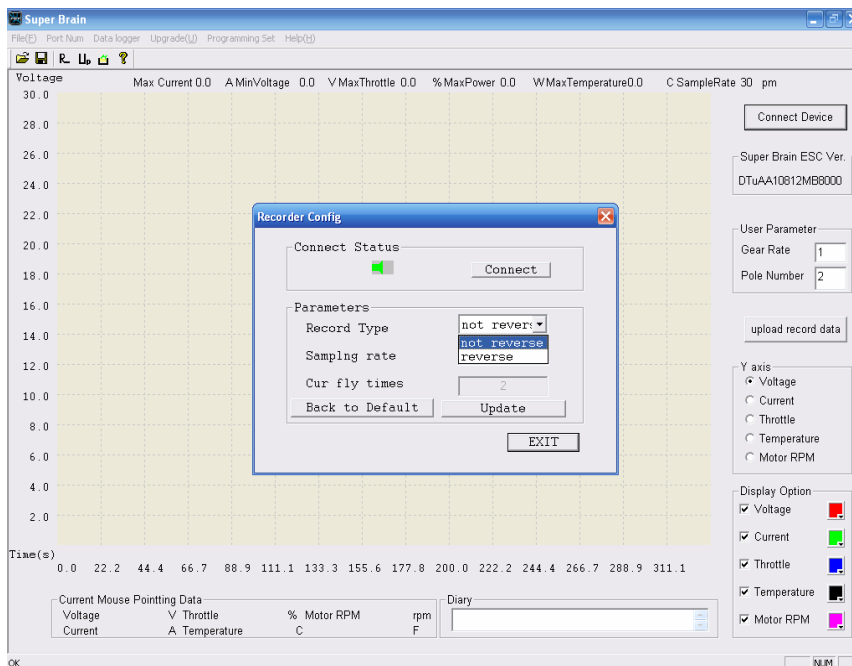 Super Brain
File(F) Port Num Data logger Upgrade(U) Programming Set Help(H)
R_ Up ?
Voltage
Max Current 0.0 A MinVoltage 0.0 V MaxThrottle 0.0 % MaxPower 0.0 W MaxTemperature0.0 C SampleRate 30 pm
30.0
28.0
26.0
24.0
22.0
20.0
18.0
16.0
14.0
12.0
10.0
8.0
6.0
4.0
2.0
Time(s)
0.0 22.2 44.4 66.7 88.9 111.1 133.3 155.6 177.8 200.0 222.2 244.4 266.7 288.9 311.1
Recorder Config
Connect Status
Connect
Parameters
Record Type not revers
not reverse
reverse
Samplng rate
Cur fly times 2
Back to Default Update
EXIT
Connect Device
Super Brain ESC Ver.
DTuAA10812MB8000
User Parameter
Gear Rate 1
Pole Number 2
upload record data
Y axis
Voltage
Current
Throttle
Temperature
Motor RPM
Display Option
Voltage
Current
Throttle
Temperature
Motor RPM
Current Mouse Pointting Data
Voltage V Throttle % Motor RPM rpm
Current A Temperature C F
Diary
OK NUM